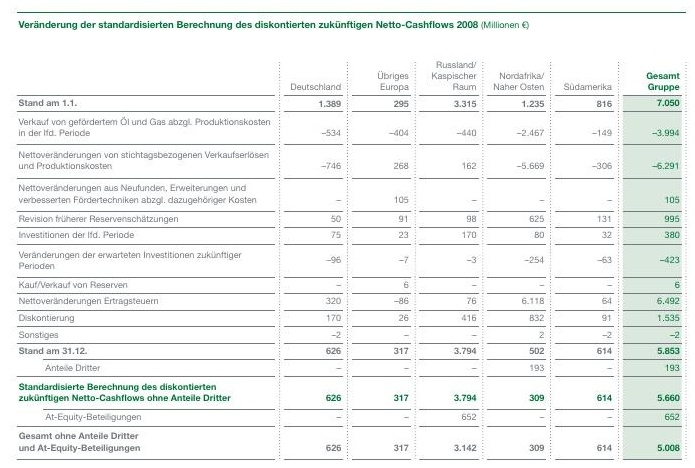 Veränderung der standardisierten Berechnung des diskontierten zukünftigen Netto-Cashflows 2008 (Millionen €)
Deutschland Übriges Europa Russland/ Kaspischer Raum Nordafrika/ Naher Osten Südamerika Gesamt Gruppe
Stand am 1.1. 1.389 295 3.315 1.235 816 7.050
Verkauf von gefördertem Öl und Gas abzgl. Produktionskosten
in der lfd. Periode –534 –404 –440 –2.467 –149 –3.994
Nettoveränderungen von stichtagsbezogenen Verkaufserlösen
und Produktionskosten –746 268 162 –5.669 –306 –6.291
Nettoveränderungen aus Neufunden, Erweiterungen und
verbesserten Fördertechniken abzgl. dazugehöriger Kosten – 105 – – – 105
Revision früherer Reservenschätzungen 50 91 98 625 131 995
Investitionen der lfd. Periode 75 23 170 80 32 380
Veränderungen der erwarteten Investitionen zukünftiger
Perioden –96 –7 –3 –254 –63 –423
Kauf/Verkauf von Reserven – 6 – – – 6
Nettoveränderungen Ertragsteuern 320 –86 76 6.118 64 6.492
Diskontierung 170 26 416 832 91 1.535
Sonstiges –2 – – 2 –2 –2
Stand am 31.12. 626 317 3.794 502 614 5.853
Anteile Dritter – – – 193 – 193
Standardisierte Berechnung des diskontierten
zukünftigen Netto-Cashflows ohne Anteile Dritter 626 317 3.794 309 614 5.660
At-Equity-Beteiligungen – – 652 – – 652
Gesamt ohne Anteile Dritter
und At-Equity-Beteiligungen 626 317 3.142 309 614 5.008